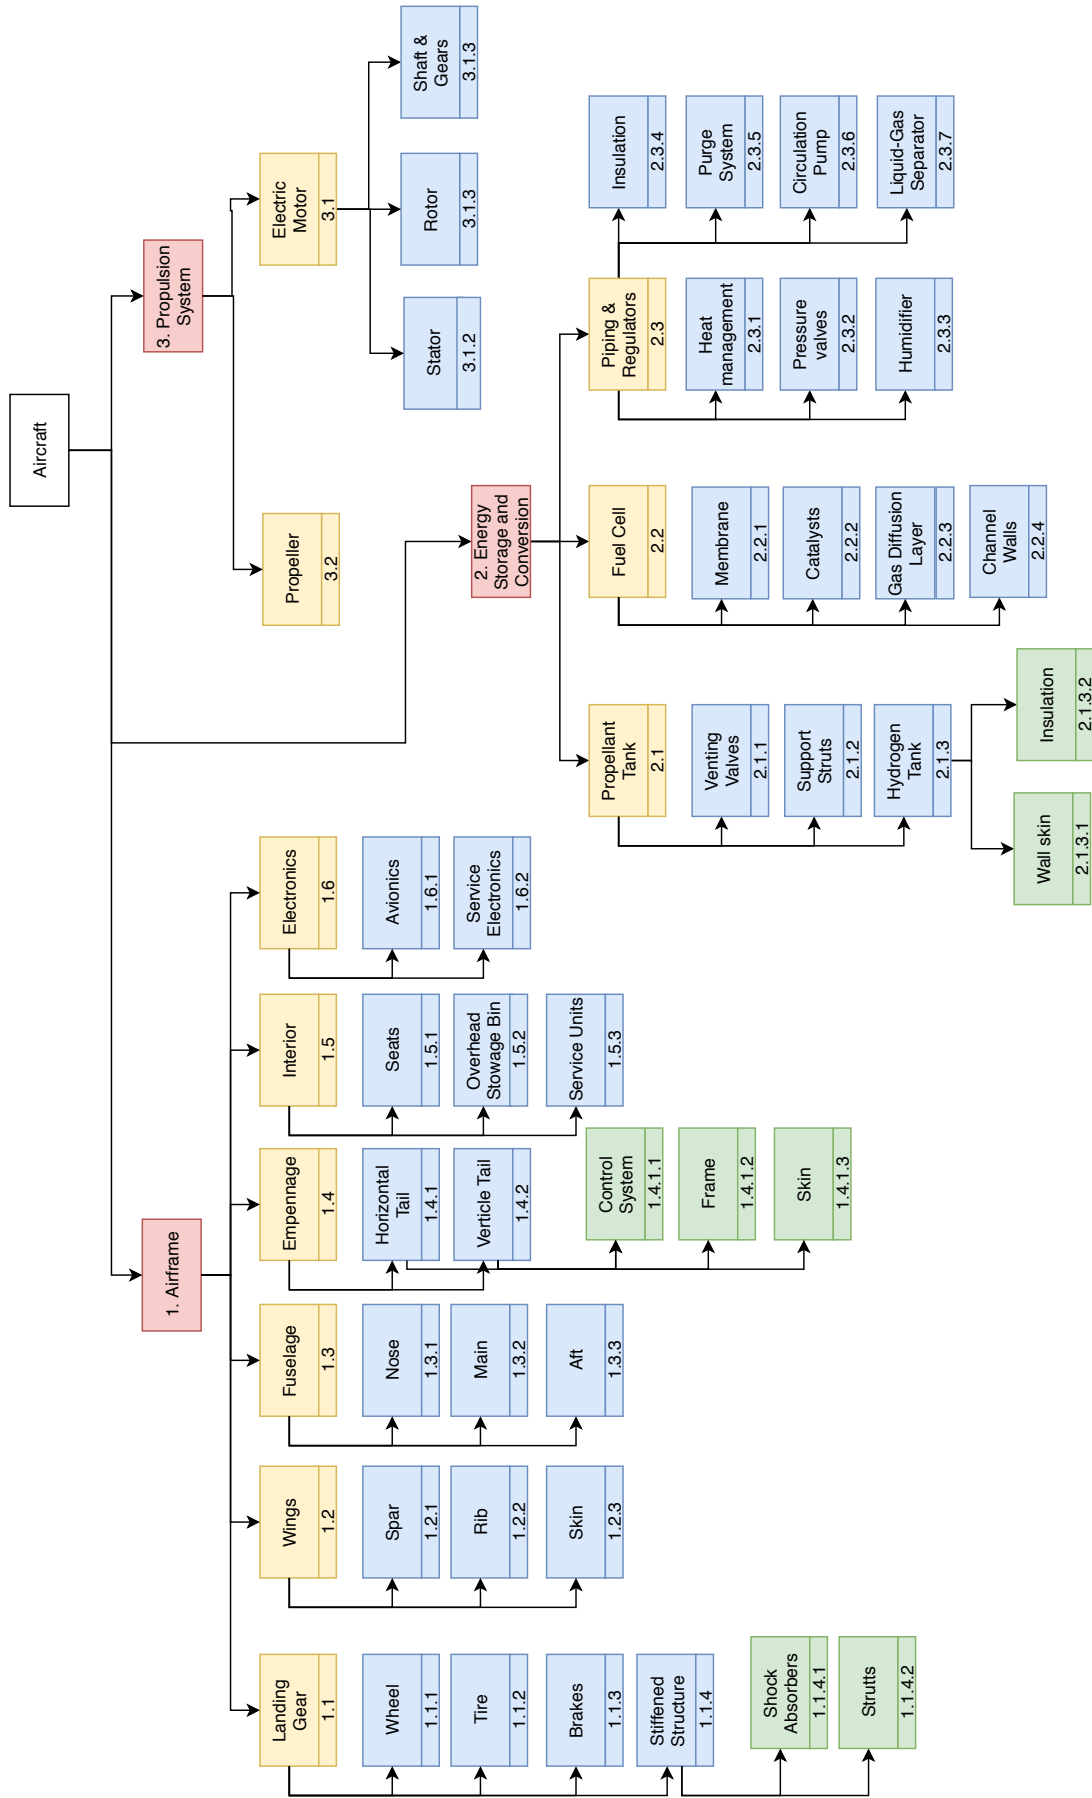 Aircraft
1. Airframe
Landing
Gear
1.1
Wheel
1.1.1
Tire
1.1.2
Brakes
1.1.3
Stiffened
Structure
1.1.4
Shock
Absorbers
1.1.4.1
Strutts
1.1.4.2
Wings
1.2
Spar
1.2.1
Rib
1.2.2
Skin
1.2.3
Fuselage
1.3
Nose
1.3.1
Main
1.3.2
Aft
1.3.3
Empennage
1.4
Horizontal
Tail
1.4.1
Verticle Tail
1.4.2
Control
System
1.4.1.1
Frame
1.4.1.2
Skin
1.4.1.3
Interior
1.5
Seats
1.5.1
Overhead
Stowage Bin
1.5.2
Service Units
1.5.3
Electronics
1.6
Avionics
1.6.1
Service
Electronics
1.6.2
2. Energy
Storage and
Conversion
Propellant
Tank
2.1
Venting
Valves
2.1.1
Support
Struts
2.1.2
Hydrogen
Tank
2.1.3
Wall skin
2.1.3.1
Insulation
2.1.3.2
Fuel Cell
2.2
Membrane
2.2.1
Catalysts
2.2.2
Gas Diffusion
Layer
2.2.3
Channel
Walls
2.2.4
Piping &
Regulators
2.3
Heat
management
2.3.1
Pressure
valves
2.3.2
Humidifier
2.3.3
Insulation
2.3.4
Purge
System
2.3.5
Circulation
Pump
2.3.6
Liquid-Gas
Separator
2.3.7
3. Propulsion
System
Propeller
3.2
Electric
Motor
3.1
Stator
3.1.2
Rotor
3.1.3
Shaft &
Gears
3.1.3